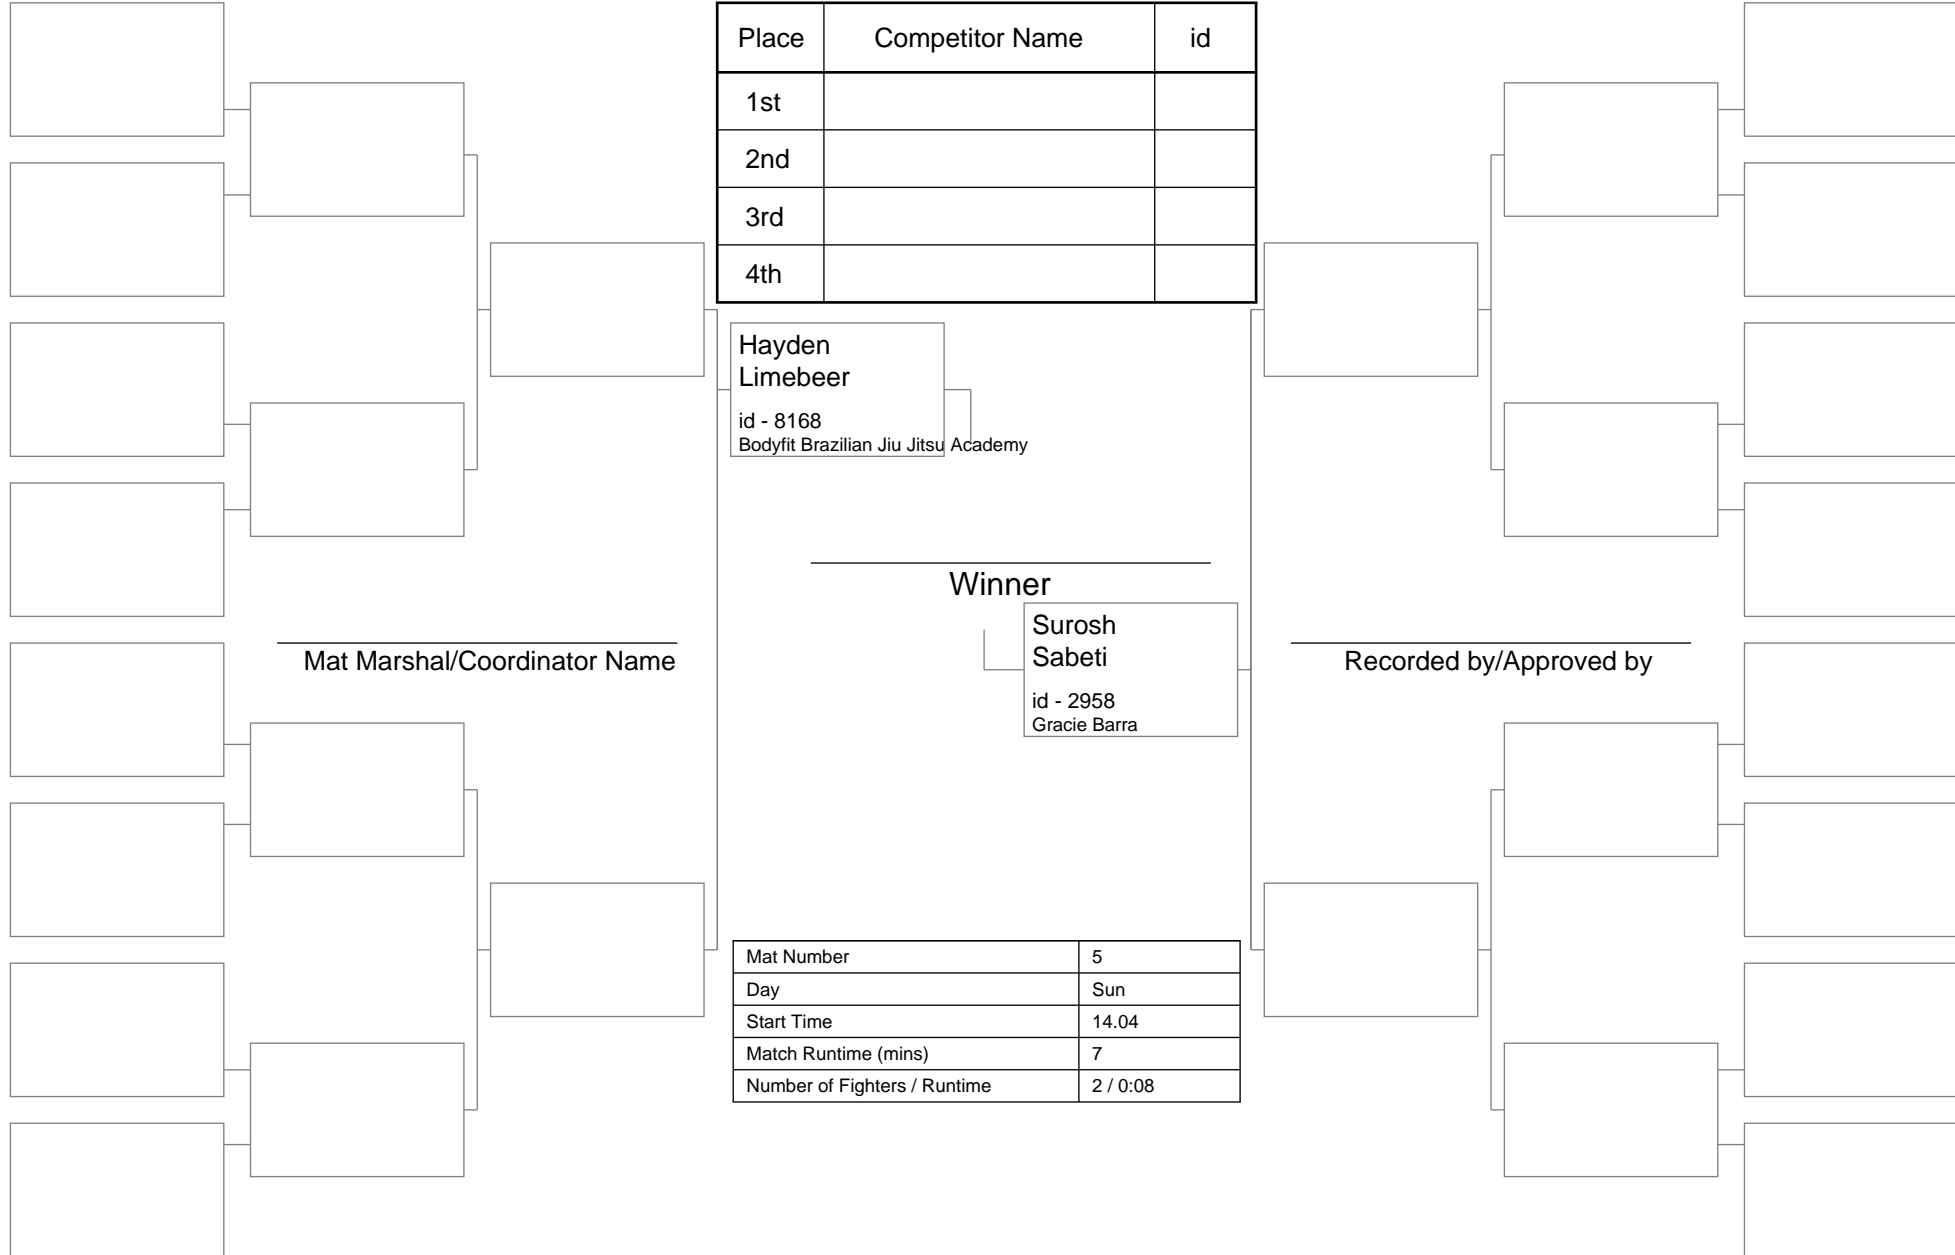 Place Competitor Name id
1st
2nd
3rd
4th
Hayden
Limebeer
id - 8168
Bodyfit Brazilian Jiu Jitsu Academy
Winner
Surosh
Sabeti
id - 2958
Gracie Barra
Mat Marshal/Coordinator Name
Recorded by/Approved by
Mat Number 5
Day Sun
Start Time 14.04
Match Runtime (mins) 7
Number of Fighters / Runtime 2 / 0:08